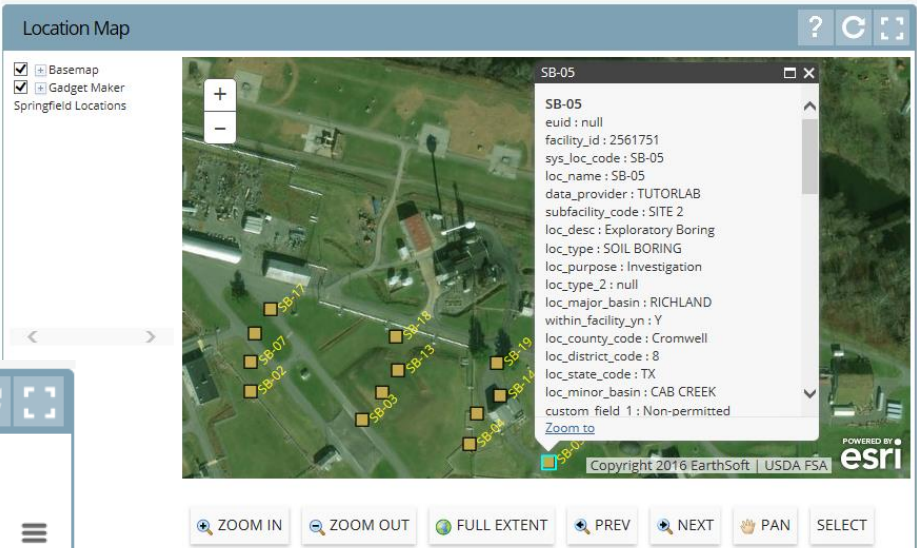 Location Map
?
Basemap
Gadget Maker
Springfield Locations
+
−
SB-05
SB-05
euid : null
facility_id : 2561751
sys_loc_code : SB-05
loc_name : SB-05
data_provider : TUTORLAB
subfacility_code : SITE 2
loc_desc : Exploratory Boring
loc_type : SOIL BORING
loc_purpose : Investigation
loc_type_2 : null
loc_major_basin : RICHLAND
within_facility_yn : Y
loc_county_code : Cromwell
loc_district_code : 8
loc_state_code : TX
loc_minor_basin : CAB CREEK
custom_field_1 : Non-permitted
Zoom to
SB-17
SB-18
SB-07
SB-13
SB-19
SB-02
SB-14
SB-03
SB-04
Copyright 2016 EarthSoft | USDA FSA
POWERED BY
esri
ZOOM IN
ZOOM OUT
FULL EXTENT
PREV
NEXT
PAN
SELECT